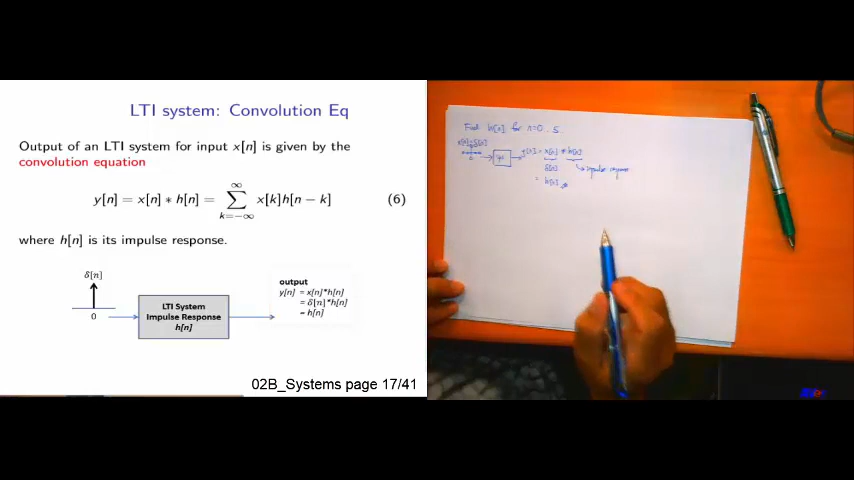 LTI system: Convolution Eq
Output of an LTI system for input x[n] is given by the
convolution equation
y[n] = x[n] ∗ h[n] = ∑_{k=−∞}^{∞} x[k]h[n − k] (6)
where h[n] is its impulse response.
δ[n]
0
LTI System
Impulse Response
h[n]
output
y[n] = x[n]*h[n]
= δ[n]*h[n]
= h[n]
02B_Systems page 17/41
Find h[n] for n=0..5.
x[n]=δ[n]
y[n] = x[n] * h[n]
δ[n]
impulse response
= h[n]